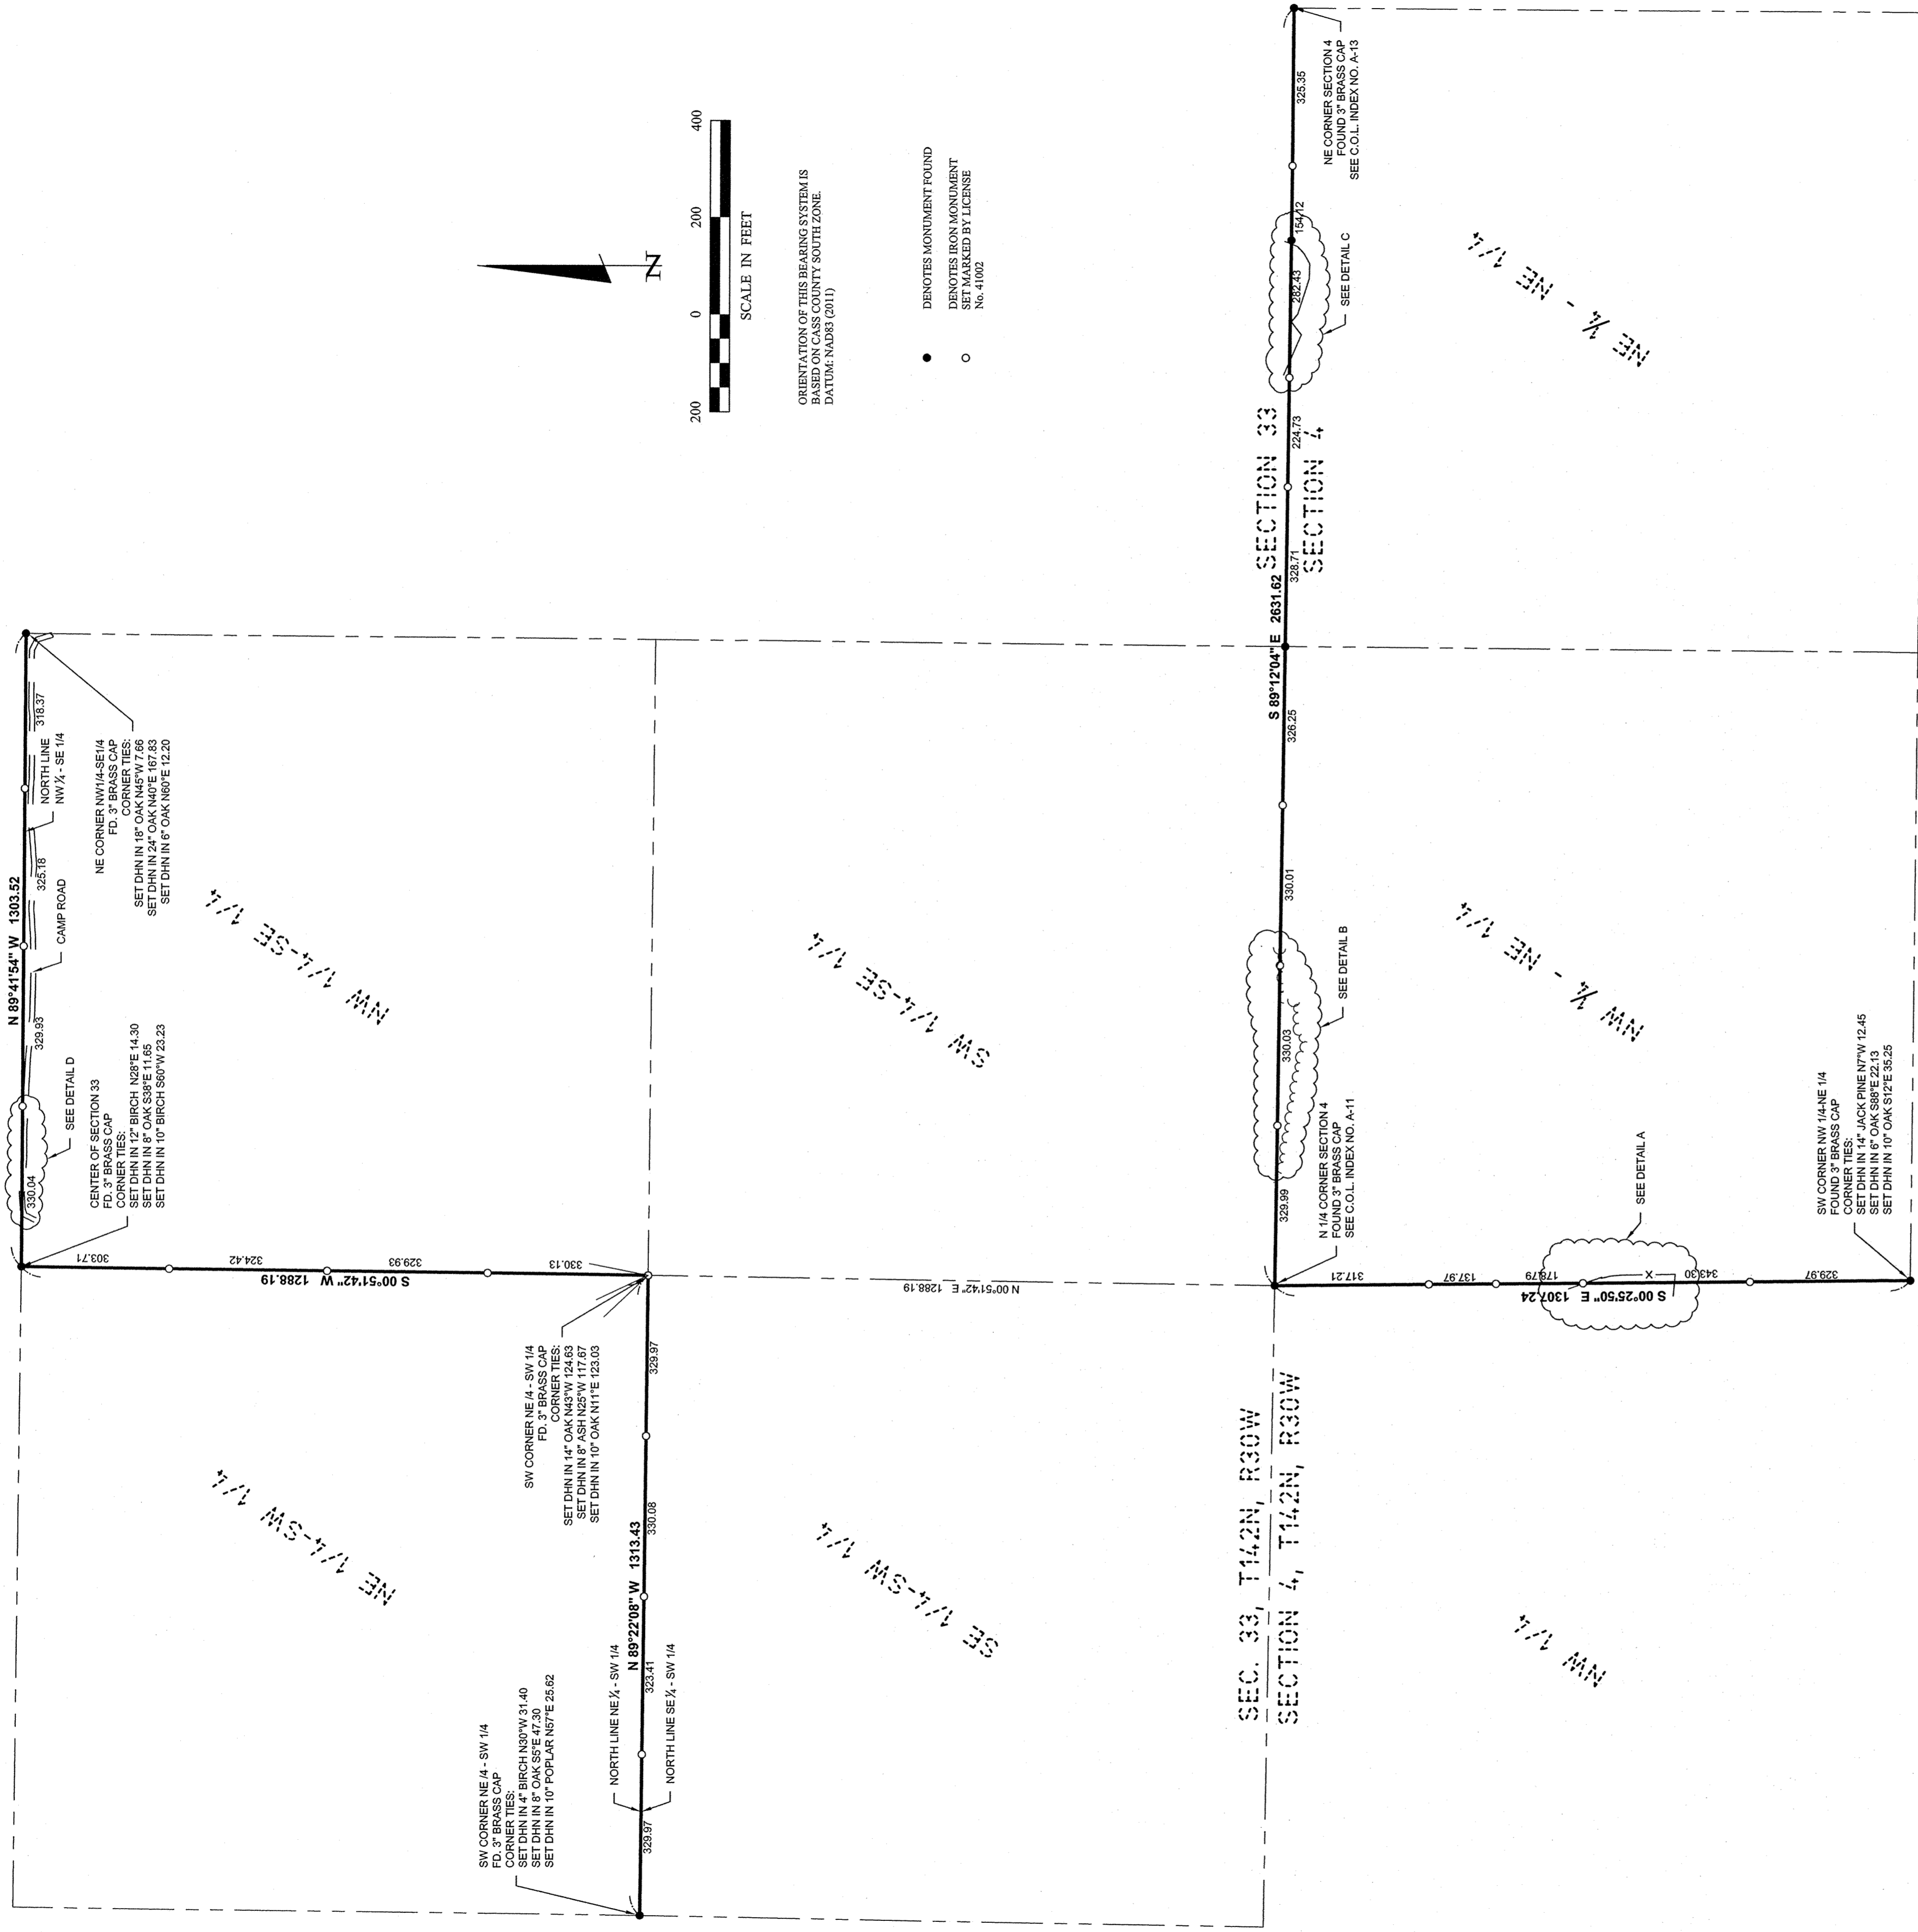 N 89°41'54" W 1303.52
330.04
329.93
325.18
318.37
SEE DETAIL D
CAMP ROAD
NORTH LINE
NW ¼ - SE 1/4
CENTER OF SECTION 33
FD. 3" BRASS CAP
CORNER TIES:
SET DHN IN 12" BIRCH N28°E 14.30
SET DHN IN 8" OAK S38°E 11.65
SET DHN IN 10" BIRCH S60°W 23.23
NE CORNER NW1/4-SE1/4
FD. 3" BRASS CAP
CORNER TIES:
SET DHN IN 18" OAK N45°W 7.66
SET DHN IN 24" OAK N40°E 167.83
SET DHN IN 6" OAK N60°E 12.20
303.71
324.42
329.93
330.13
S 00°51'42" W 1288.19
NE 1/4-SW 1/4
NW 1/4-SE 1/4
SW CORNER NE /4 - SW 1/4
FD. 3" BRASS CAP
CORNER TIES:
SET DHN IN 4" BIRCH N30°W 31.40
SET DHN IN 8" OAK S5°E 47.30
SET DHN IN 10" POPLAR N57°E 25.62
SW CORNER NE /4 - SW 1/4
FD. 3" BRASS CAP
CORNER TIES:
SET DHN IN 14" OAK N43°W 124.63
SET DHN IN 8" ASH N25°W 117.67
SET DHN IN 10" OAK N11°E 123.03
NORTH LINE NE ¼ - SW 1/4
N 89°22'08" W 1313.43
329.97
323.41
330.08
329.97
NORTH LINE SE ¼ - SW 1/4
SE 1/4-SW 1/4
SW 1/4-SE 1/4
N 00°51'42" E 1288.19
N
200
0
200
400
SCALE IN FEET
ORIENTATION OF THIS BEARING SYSTEM IS
BASED ON CASS COUNTY SOUTH ZONE.
DATUM: NAD83 (2011)
DENOTES MONUMENT FOUND
DENOTES IRON MONUMENT
SET MARKED BY LICENSE
No. 41002
SEC. 33, T142N, R30W
SECTION 4, T142N, R30W
S 89°12'04" E 2631.62
SECTION 33
SECTION 4
329.99
330.03
330.01
326.25
328.71
224.73
282.43
154.12
325.35
N 1/4 CORNER SECTION 4
FOUND 3" BRASS CAP
SEE C.O.L. INDEX NO. A-11
SEE DETAIL B
SEE DETAIL C
NE CORNER SECTION 4
FOUND 3" BRASS CAP
SEE C.O.L. INDEX NO. A-13
317.21
137.97
178.79
343.30
329.97
X
S 00°25'50" E 1307.24
SEE DETAIL A
NW 1/4
NW ¼ - NE 1/4
NE ¼ - NE 1/4
SW CORNER NW 1/4-NE 1/4
FOUND 3" BRASS CAP
CORNER TIES:
SET DHN IN 14" JACK PINE N7°W 12.45
SET DHN IN 6" OAK S88°E 22.13
SET DHN IN 10" OAK S12°E 35.25